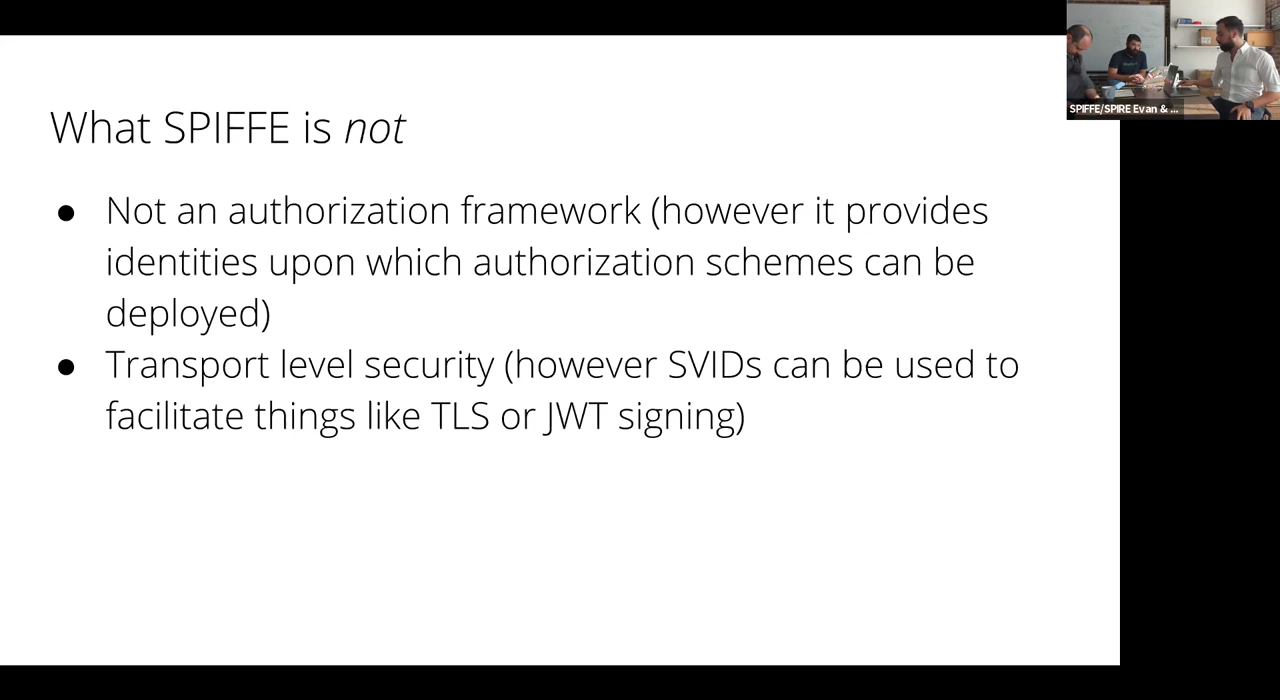 What SPIFFE is not
● Not an authorization framework (however it provides
identities upon which authorization schemes can be
deployed)
● Transport level security (however SVIDs can be used to
facilitate things like TLS or JWT signing)
SPIFFE/SPIRE Evan & ...